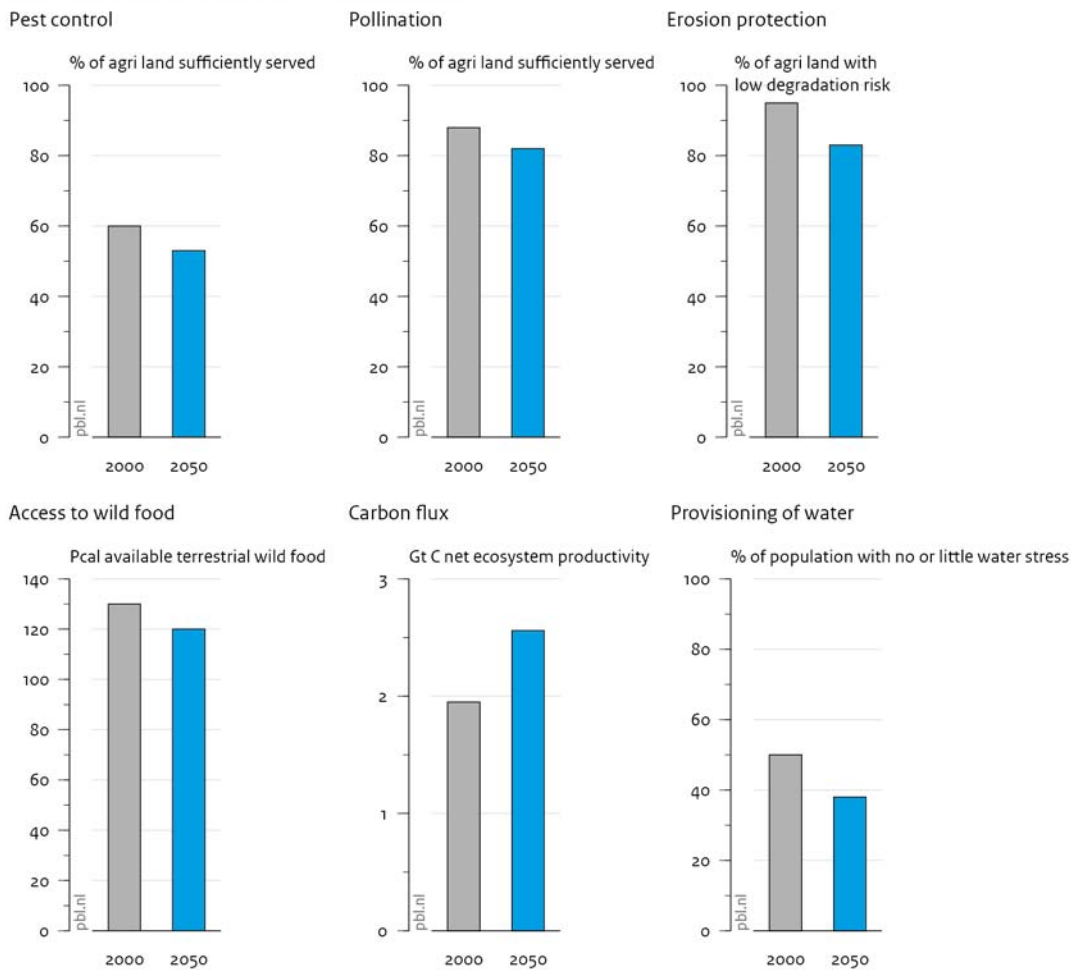 Pest control
% of agri land sufficiently served
100
80
60
40
20
0
pbl.nl
2000 2050
Pollination
% of agri land sufficiently served
100
80
60
40
20
0
pbl.nl
2000 2050
Erosion protection
% of agri land with
low degradation risk
100
80
60
40
20
0
pbl.nl
2000 2050
Access to wild food
Pcal available terrestrial wild food
140
120
100
80
60
40
20
0
pbl.nl
2000 2050
Carbon flux
Gt C net ecosystem productivity
3
2
1
0
pbl.nl
2000 2050
Provisioning of water
% of population with no or little water stress
100
80
60
40
20
0
pbl.nl
2000 2050